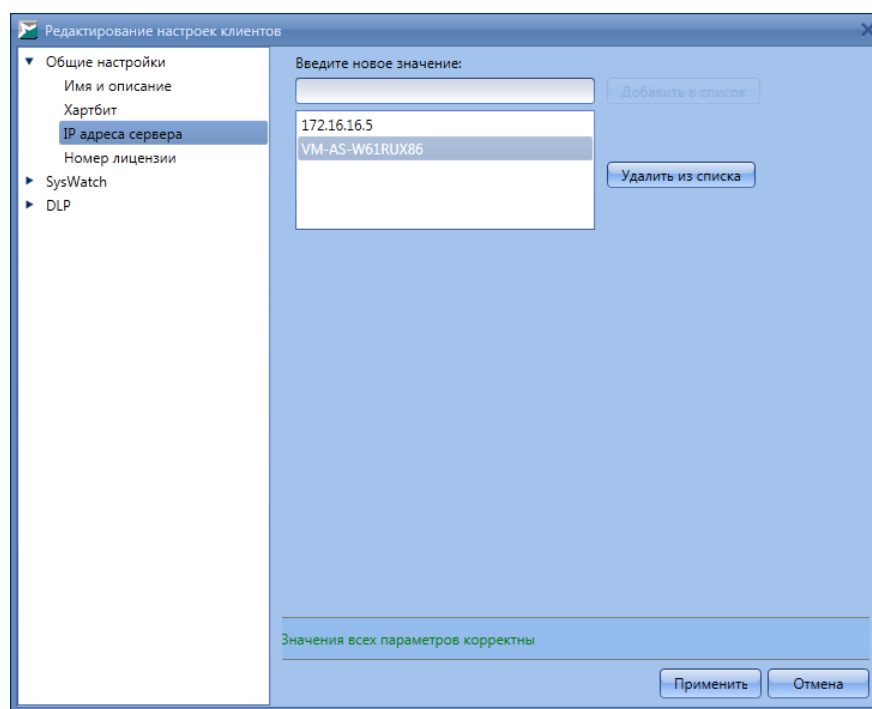 Редактирование настроек клиентов
Общие настройки
Имя и описание
Хартбит
IP адреса сервера
Номер лицензии
SysWatch
DLP
Введите новое значение:
Добавить в список
172.16.16.5
VM-AS-W61RUX86
Удалить из списка
Значения всех параметров корректны
Применить
Отмена